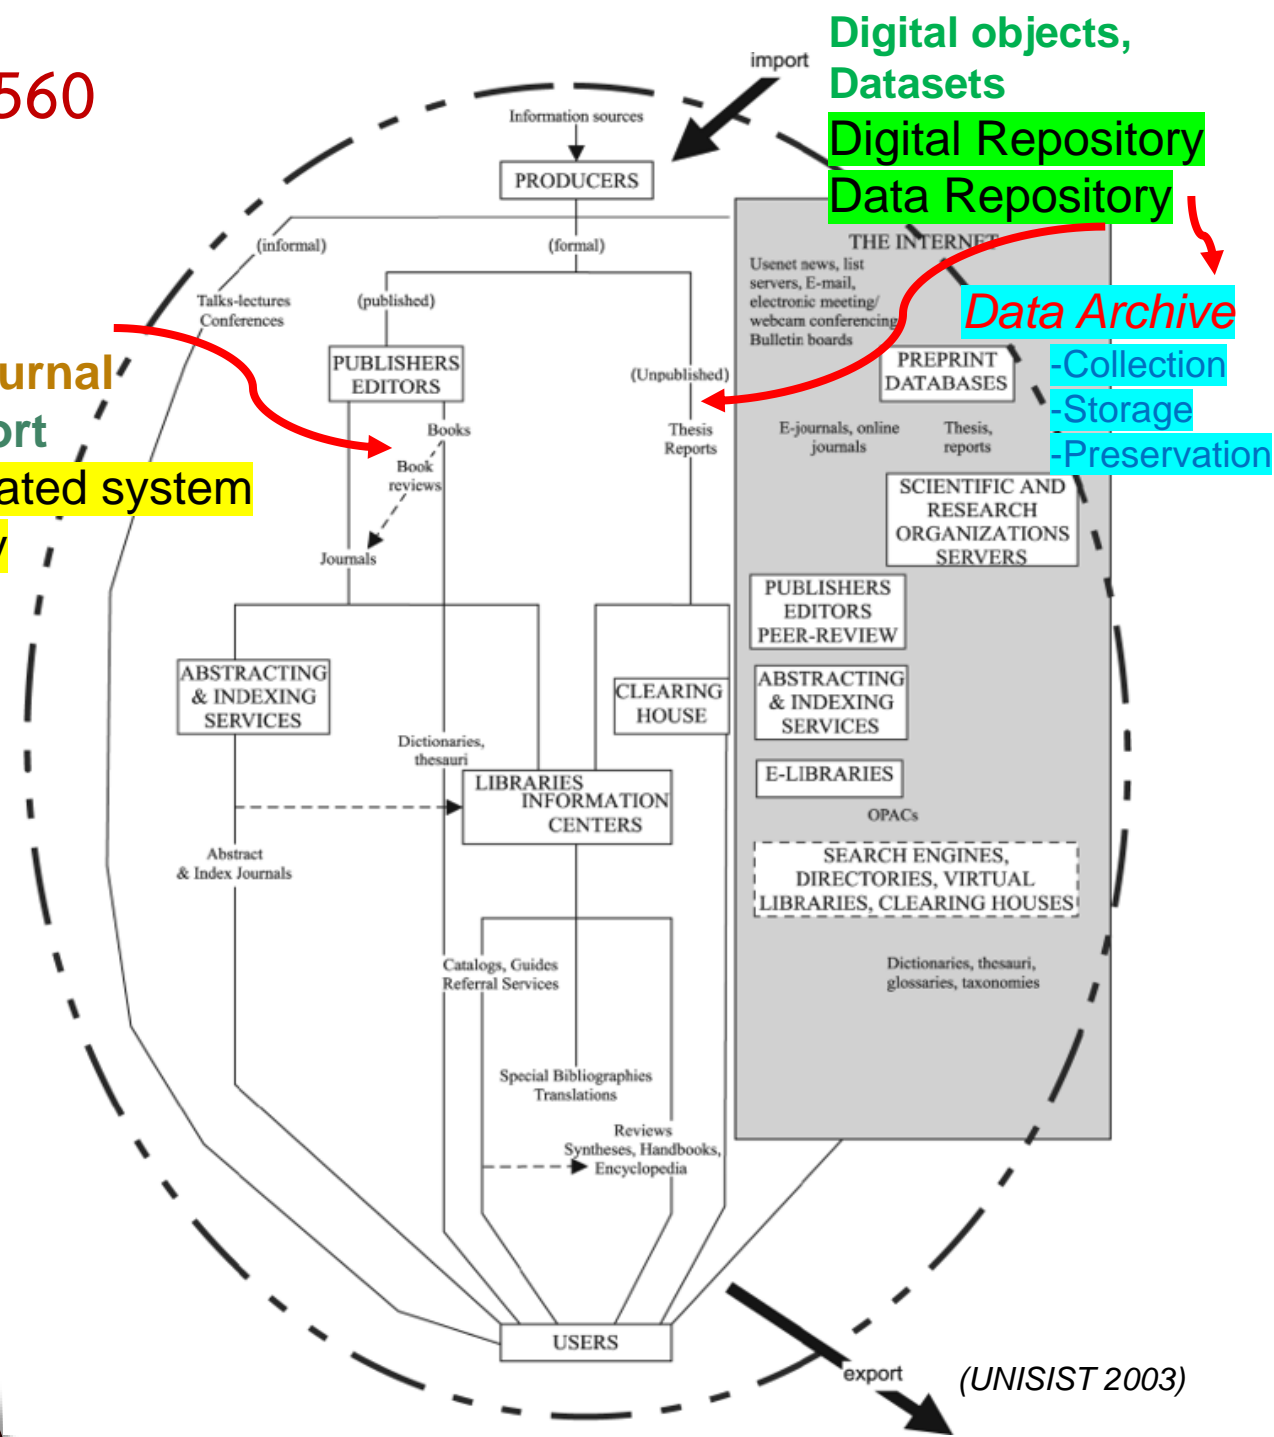 560
import
Digital objects,
Datasets
Digital Repository
Data Repository
Information sources
PRODUCERS
(informal)
(formal)
THE INTERNET
Usenet news, list
servers, E-mail,
electronic meeting/
webcam conferencing
Bulletin boards
Data Archive
-Collection
-Storage
-Preservation
Talks-lectures
Conferences
(published)
PUBLISHERS
EDITORS
(Unpublished)
PREPRINT
DATABASES
Books
Thesis
Reports
E-journals, online
journals
Thesis,
reports
Book
reviews
ated system
Journals
SCIENTIFIC AND
RESEARCH
ORGANIZATIONS
SERVERS
PUBLISHERS
EDITORS
PEER-REVIEW
ABSTRACTING
& INDEXING
SERVICES
CLEARING
HOUSE
ABSTRACTING
& INDEXING
SERVICES
Dictionaries,
thesauri
LIBRARIES
INFORMATION
CENTERS
E-LIBRARIES
OPACs
Abstract
& Index Journals
SEARCH ENGINES,
DIRECTORIES, VIRTUAL
LIBRARIES, CLEARING HOUSES
Catalogs, Guides
Referral Services
Dictionaries, thesauri,
glossaries, taxonomies
Special Bibliographies
Translations
Reviews
Syntheses, Handbooks,
Encyclopedia
USERS
export
(UNISIST 2003)